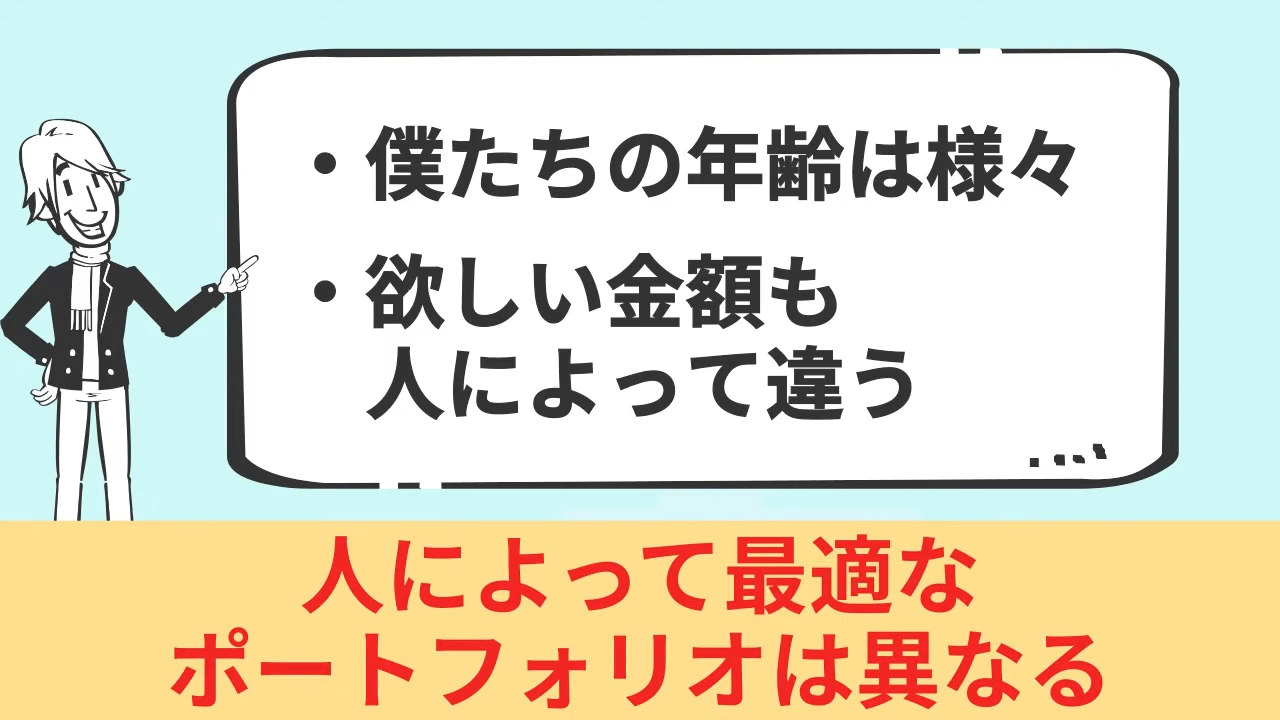 ・僕たちの年齢は様々
・欲しい金額も
人によって違う
人によって最適な
ポートフォリオは異なる